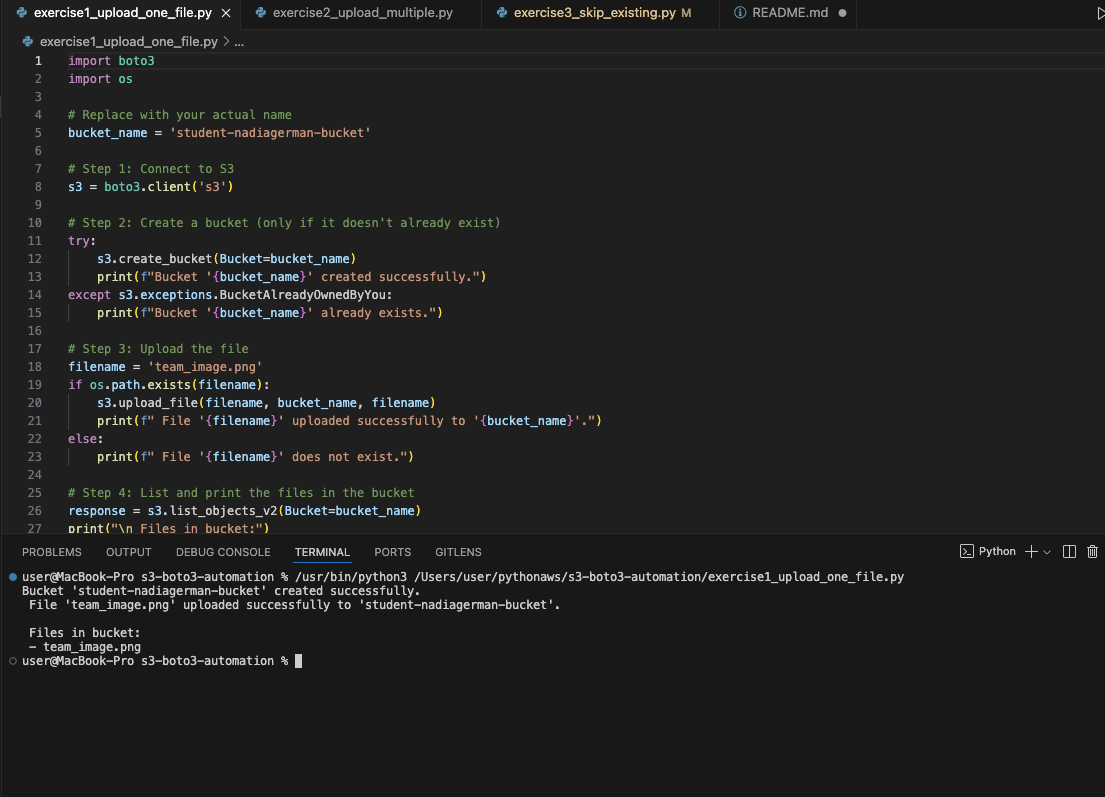 exercise1_upload_one_file.py
exercise2_upload_multiple.py
exercise3_skip_existing.py M
README.md
exercise1_upload_one_file.py > ...
1 import boto3
2 import os
3
4 # Replace with your actual name
5 bucket_name = 'student-nadiagerman-bucket'
6
7 # Step 1: Connect to S3
8 s3 = boto3.client('s3')
9
10 # Step 2: Create a bucket (only if it doesn't already exist)
11 try:
12     s3.create_bucket(Bucket=bucket_name)
13     print(f"Bucket '{bucket_name}' created successfully.")
14 except s3.exceptions.BucketAlreadyOwnedByYou:
15     print(f"Bucket '{bucket_name}' already exists.")
16
17 # Step 3: Upload the file
18 filename = 'team_image.png'
19 if os.path.exists(filename):
20     s3.upload_file(filename, bucket_name, filename)
21     print(f" File '{filename}' uploaded successfully to '{bucket_name}'.")
22 else:
23     print(f" File '{filename}' does not exist.")
24
25 # Step 4: List and print the files in the bucket
26 response = s3.list_objects_v2(Bucket=bucket_name)
27 print("\n Files in bucket:")
PROBLEMS OUTPUT DEBUG CONSOLE TERMINAL PORTS GITLENS Python
user@MacBook-Pro s3-boto3-automation % /usr/bin/python3 /Users/user/pythonaws/s3-boto3-automation/exercise1_upload_one_file.py
Bucket 'student-nadiagerman-bucket' created successfully.
 File 'team_image.png' uploaded successfully to 'student-nadiagerman-bucket'.

 Files in bucket:
 - team_image.png
user@MacBook-Pro s3-boto3-automation %